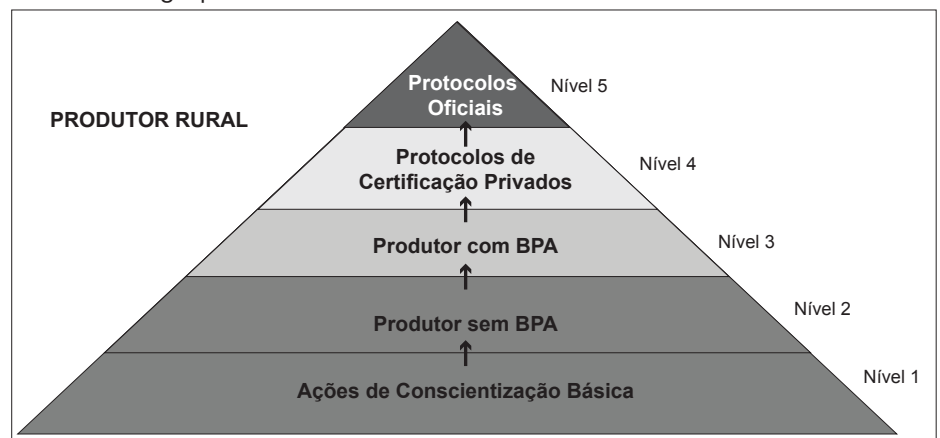 Protocolos
Oficiais
Nível 5
PRODUTOR RURAL
Protocolos de
Certificação Privados
Nível 4
Produtor com BPA
Nível 3
Produtor sem BPA
Nível 2
Ações de Conscientização Básica
Nível 1